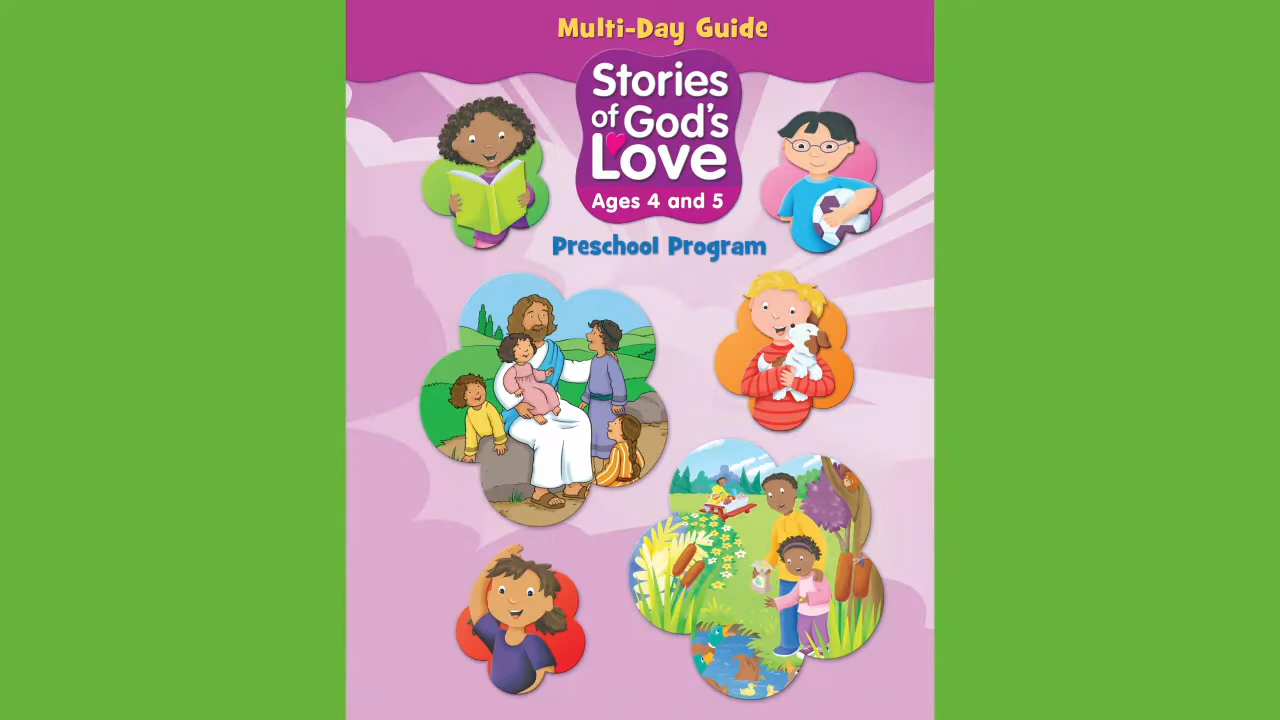 Multi-Day Guide
Stories
of God's
Love
Ages 4 and 5
Preschool Program